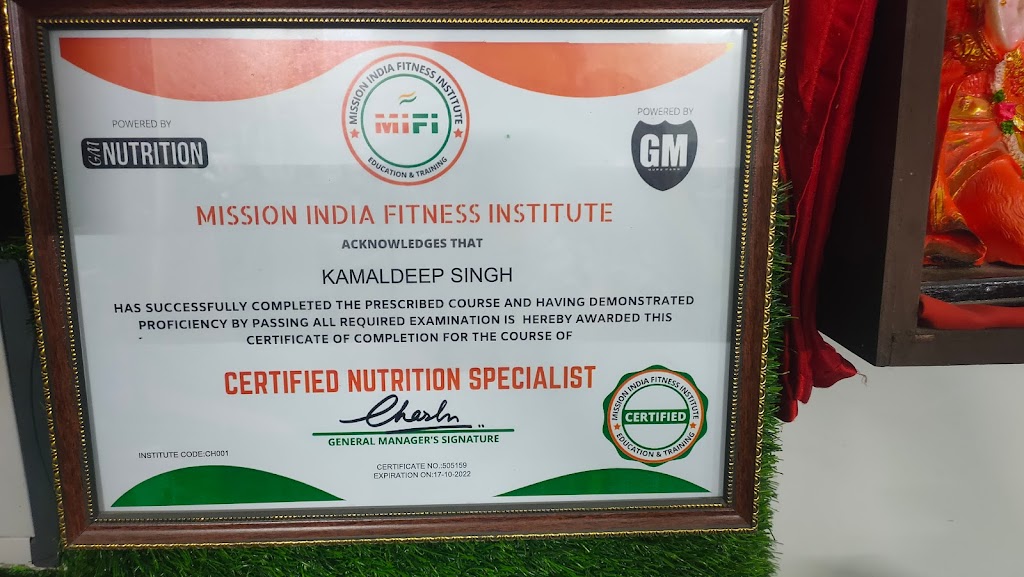 MISSION INDIA FITNESS INSTITUTE
MiFi
EDUCATION & TRAINING
POWERED BY
GM NUTRITION
POWERED BY
GM
MISSION INDIA FITNESS INSTITUTE
ACKNOWLEDGES THAT
KAMALDEEP SINGH
HAS SUCCESSFULLY COMPLETED THE PRESCRIBED COURSE AND HAVING DEMONSTRATED
PROFICIENCY BY PASSING ALL REQUIRED EXAMINATION IS HEREBY AWARDED THIS
CERTIFICATE OF COMPLETION FOR THE COURSE OF
CERTIFIED NUTRITION SPECIALIST
GENERAL MANAGER'S SIGNATURE
MISSION INDIA FITNESS INSTITUTE
CERTIFIED
EDUCATION & TRAINING
INSTITUTE CODE:CH001
CERTIFICATE NO.:505159
EXPIRATION ON:17-10-2022